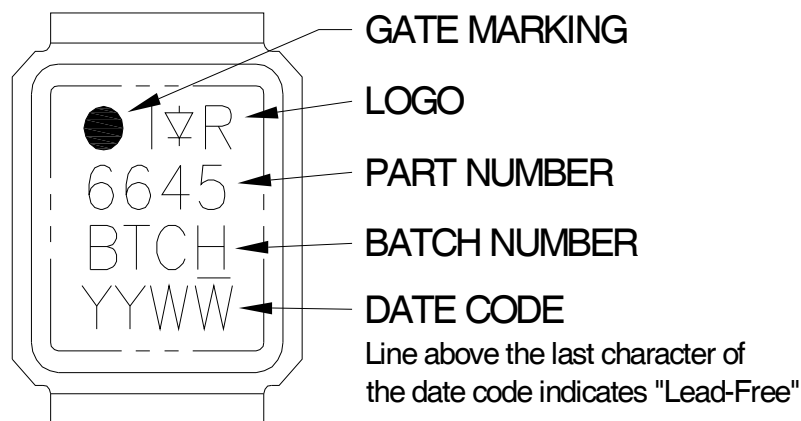 GATE MARKING
I R
LOGO
6645
PART NUMBER
BTCH
BATCH NUMBER
YYWW
DATE CODE
Line above the last character of
the date code indicates "Lead-Free"